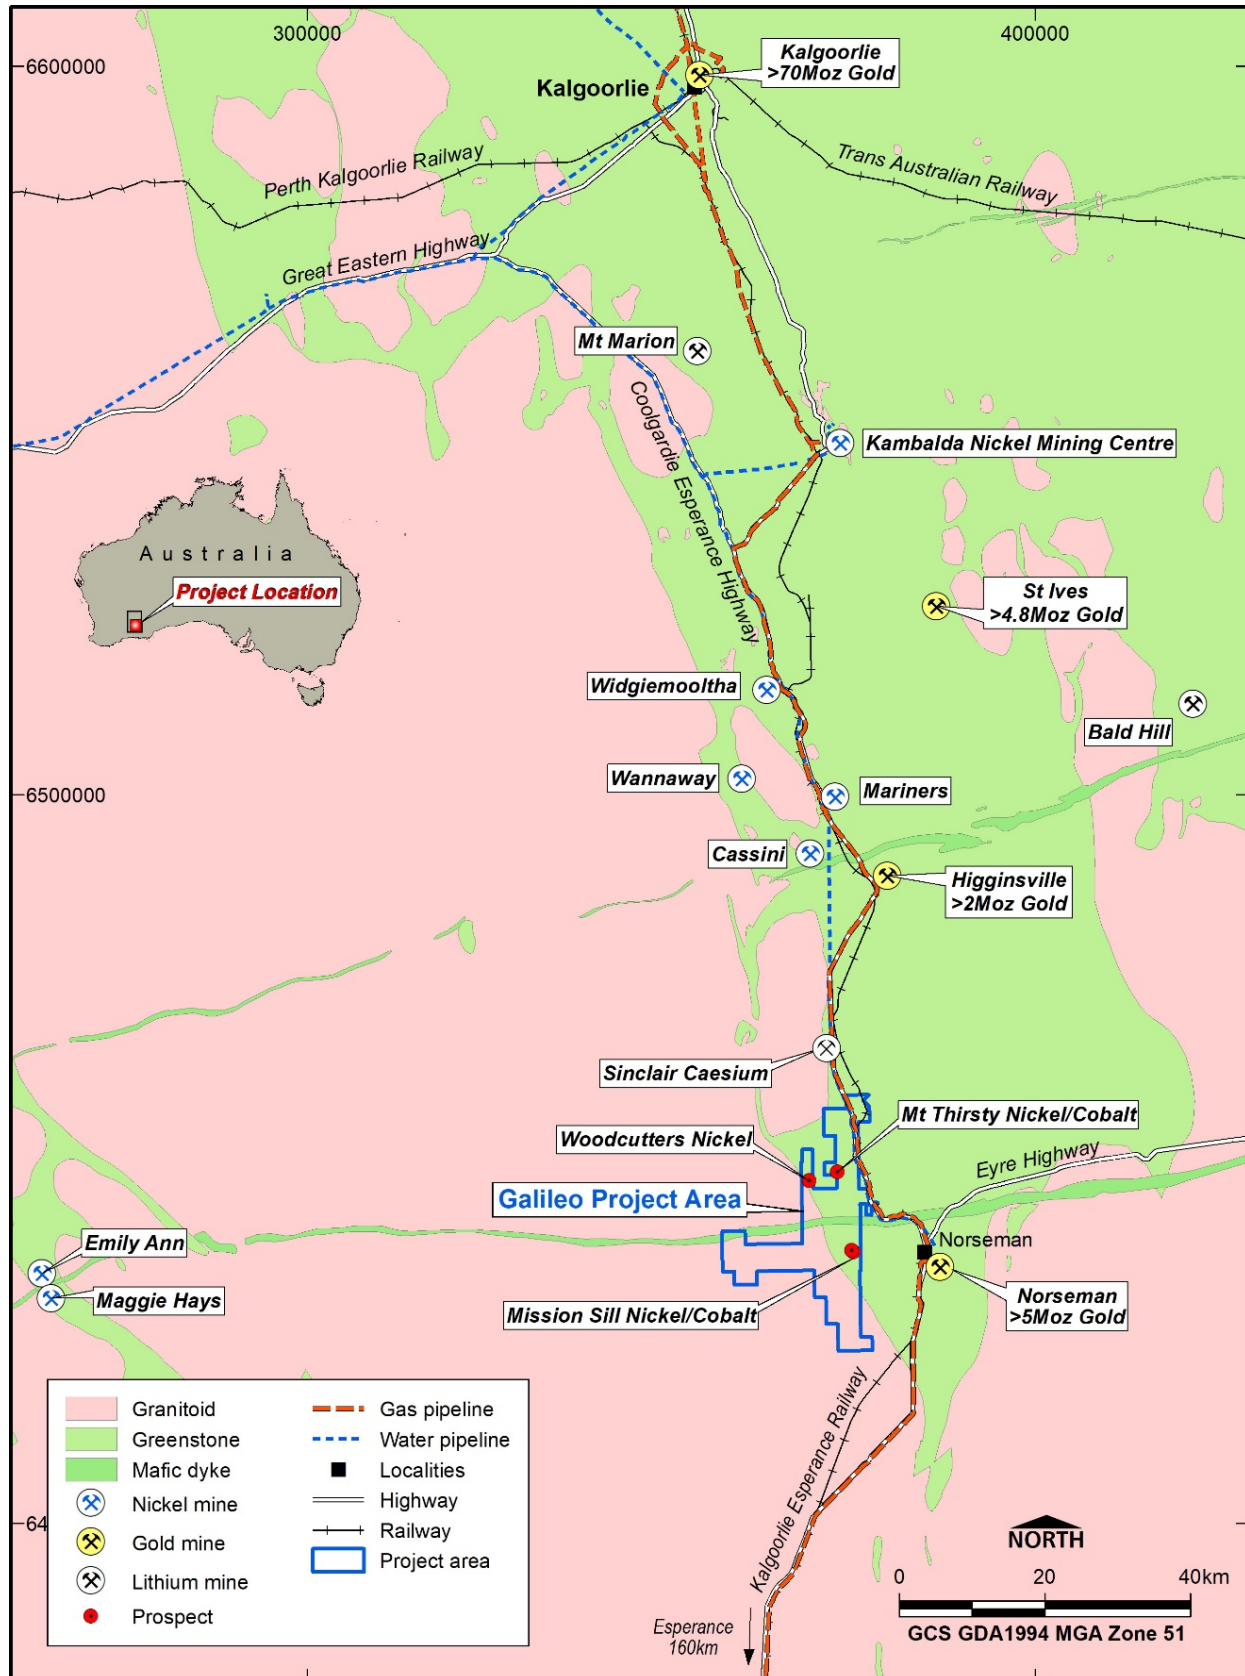 300000
400000
6600000
Kalgoorlie
>70Moz Gold
Kalgoorlie
Perth Kalgoorlie Railway
Trans Australian Railway
Great Eastern Highway
Mt Marion
Coolgardie Esperance Highway
Kambalda Nickel Mining Centre
Australia
Project Location
St Ives
>4.8Moz Gold
Widgiemooltha
Bald Hill
Wannaway
6500000
Mariners
Cassini
Higginsville
>2Moz Gold
Sinclair Caesium
Mt Thirsty Nickel/Cobalt
Woodcutters Nickel
Eyre Highway
Galileo Project Area
Norseman
Emily Ann
Maggie Hays
Mission Sill Nickel/Cobalt
Norseman
>5Moz Gold
Kalgoorlie Esperance Railway
Granitoid
Greenstone
Mafic dyke
Nickel mine
Gold mine
Lithium mine
Prospect
Gas pipeline
Water pipeline
Localities
Highway
Railway
Project area
64
NORTH
0 20 40km
GCS GDA1994 MGA Zone 51
Esperance
160km